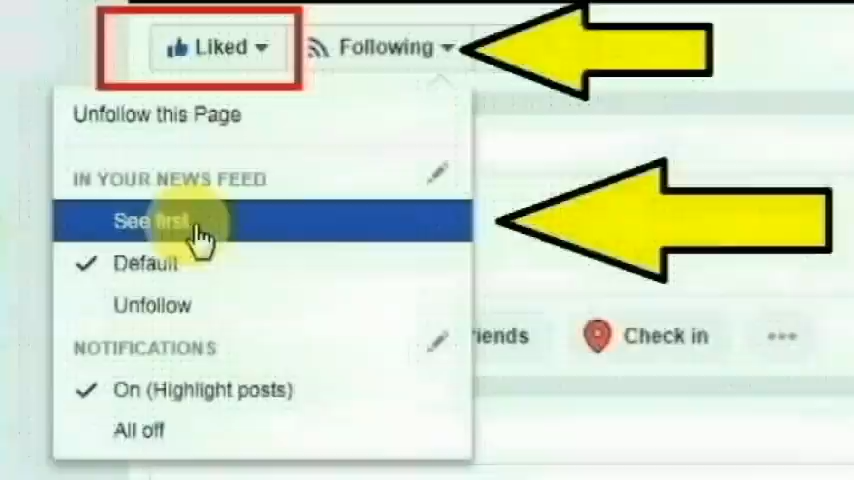 Liked Following
Unfollow this Page
IN YOUR NEWS FEED
See first
Default
Unfollow
NOTIFICATIONS
riends Check in
On (Highlight posts)
All off